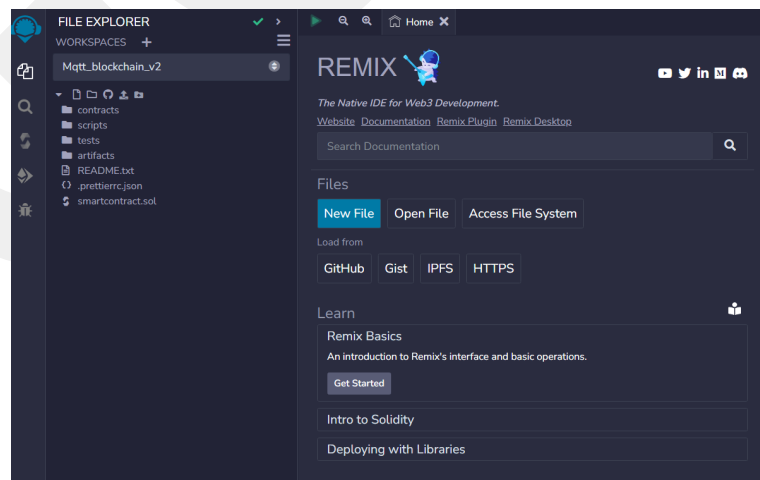 FILE EXPLORER
WORKSPACES +
Mqtt_blockchain_v2
contracts
scripts
tests
artifacts
README.txt
.prettierrc.json
smartcontract.sol
Home
REMIX
The Native IDE for Web3 Development.
Website Documentation Remix Plugin Remix Desktop
Search Documentation
Files
New File Open File Access File System
Load from
GitHub Gist IPFS HTTPS
Learn
Remix Basics
An introduction to Remix's interface and basic operations.
Get Started
Intro to Solidity
Deploying with Libraries